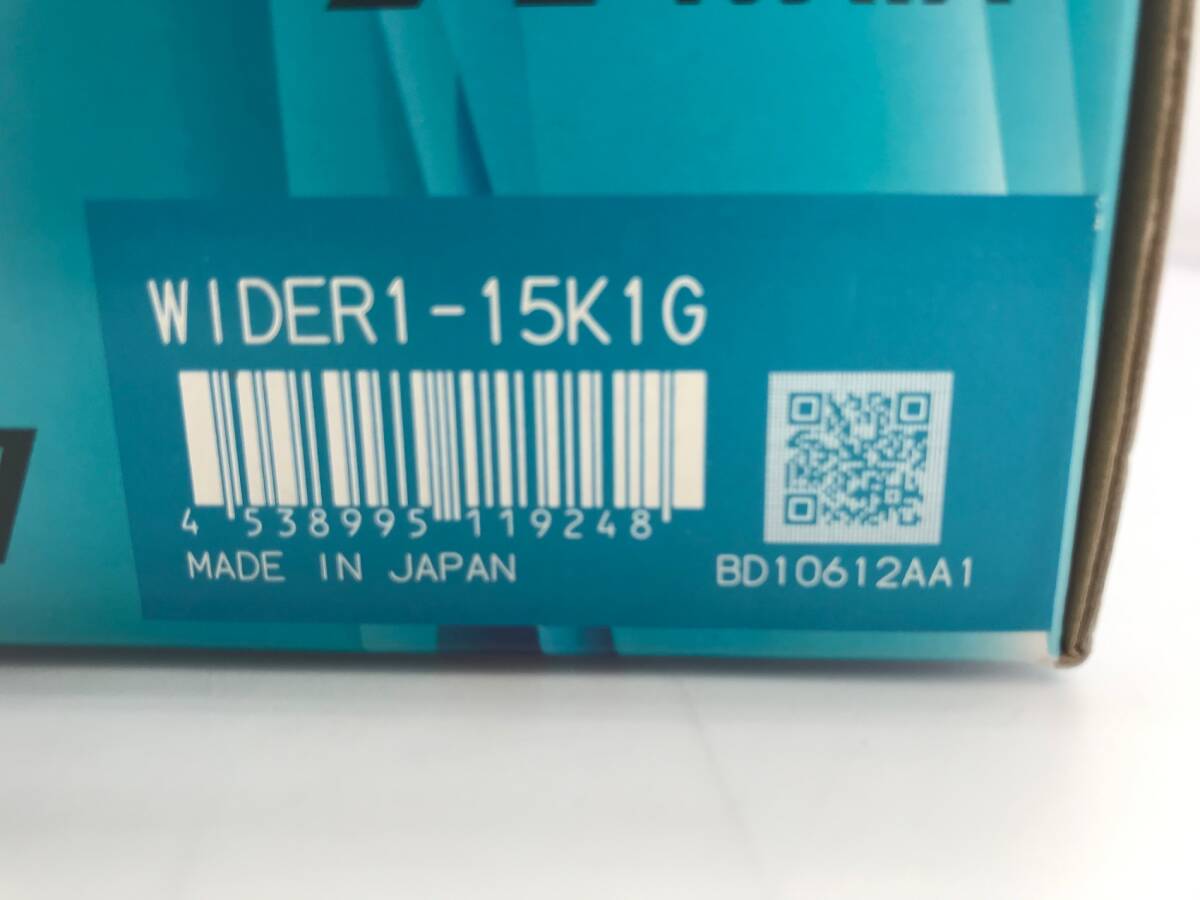 WIDER1-15K1G
4 538995 119248
MADE IN JAPAN
BD10612AA1